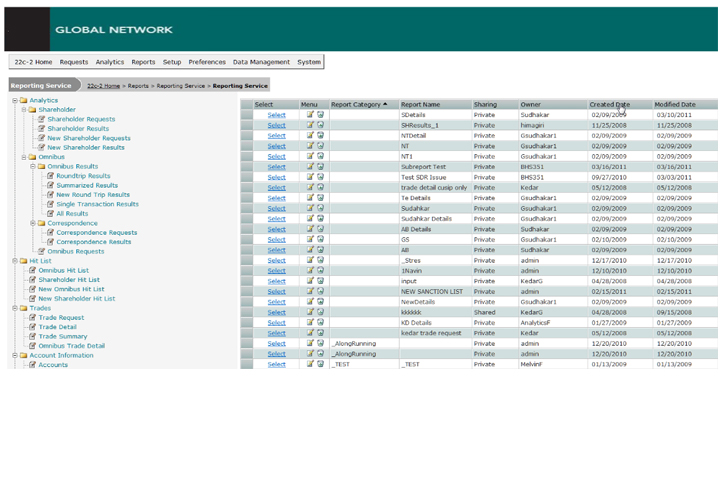 GLOBAL NETWORK
22c-2 Home Requests Analytics Reports Setup Preferences Data Management System
Reporting Service 22c-2 Home > Reports > Reporting Service > Reporting Service
Analytics
Shareholder
Shareholder Requests
Shareholder Results
New Shareholder Requests
New Shareholder Results
Omnibus
Omnibus Results
Roundtrip Results
Summarized Results
New Round Trip Results
Single Transaction Results
All Results
Correspondence
Correspondence Requests
Correspondence Results
Omnibus Requests
Hit List
Omnibus Hit List
Shareholder Hit List
New Omnibus Hit List
New Shareholder Hit List
Trades
Trade Request
Trade Detail
Trade Summary
Omnibus Trade Detail
Account Information
Accounts
Select Menu Report Category Report Name Sharing Owner Created Date Modified Date
Select SDetails Private Sudhakar 02/09/2009 03/10/2011
Select SHResults_1 Private himagiri 11/25/2008 11/25/2008
Select NTDetail Private Gsudhakar1 02/09/2009 02/09/2009
Select NT Private Gsudhakar1 02/09/2009 02/09/2009
Select NT1 Private Gsudhakar1 02/09/2009 02/09/2009
Select Subreport Test Private BHS351 03/16/2011 03/16/2011
Select Test SDR Issue Private BHS351 09/27/2010 03/03/2011
Select trade detail cusip only Private Kedar 05/12/2008 05/12/2008
Select Te Details Private Gsudhakar1 02/09/2009 02/09/2009
Select Sudahkar Private Gsudhakar1 02/09/2009 02/09/2009
Select Sudahkar Details Private Gsudhakar1 02/09/2009 02/09/2009
Select AB Details Private Sudhakar 02/09/2009 02/09/2009
Select GS Private Gsudhakar1 02/10/2009 02/10/2009
Select AB Private Sudhakar 02/09/2009 02/09/2009
Select _Stres Private admin 12/17/2010 12/17/2010
Select 1Navin Private admin 12/10/2010 12/10/2010
Select input Private KedarG 04/28/2008 04/28/2008
Select NEW SANCTION LIST Private admin 02/15/2011 02/15/2011
Select NewDetails Private Gsudhakar1 02/09/2009 02/09/2009
Select kkkkkk Shared KedarG 04/28/2008 09/15/2008
Select KD Details Private AnalyticsF 01/27/2009 01/27/2009
Select kedar trade request Private Kedar 05/12/2008 05/12/2008
Select _AlongRunning Private admin 12/20/2010 12/20/2010
Select _AlongRunning Private admin 12/20/2010 12/20/2010
Select _TEST _TEST Private MelvinF 01/13/2009 01/13/2009